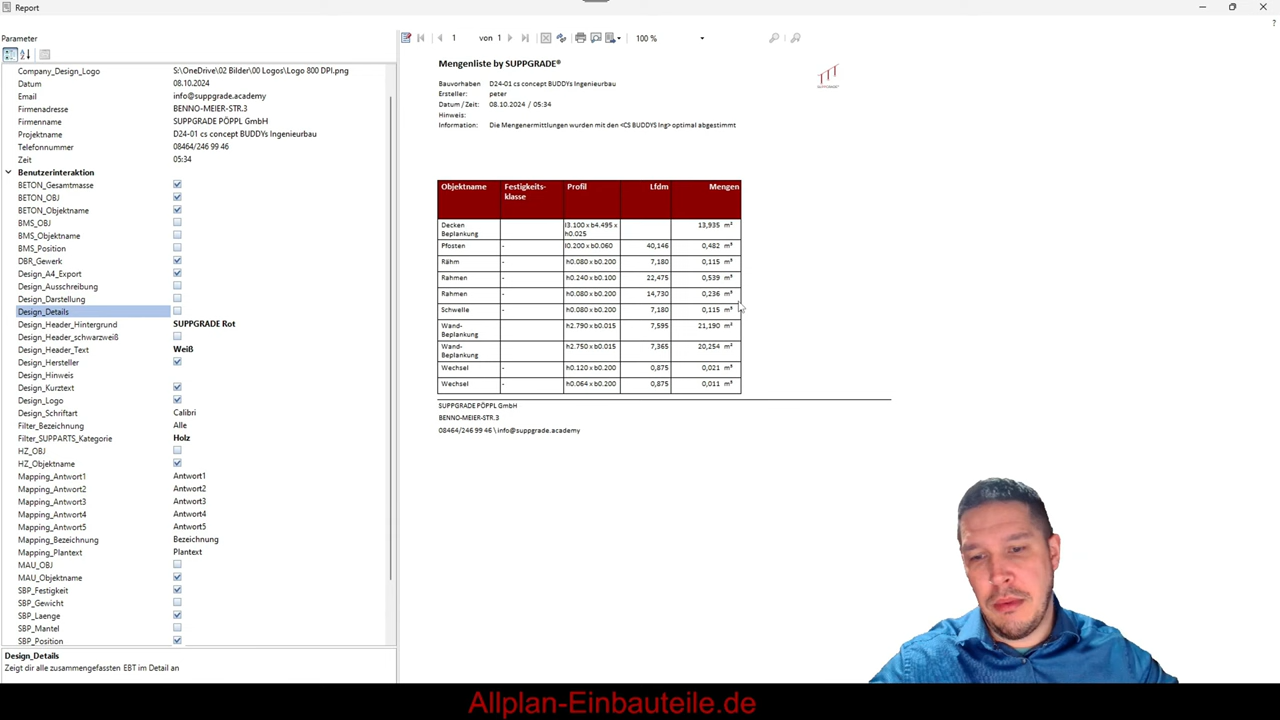 Report
Parameter
Company_Design_Logo S:\OneDrive\02 Bilder\00 Logos\Logo 800 DPI.png
Datum 08.10.2024
Email info@suppgrade.academy
Firmenadresse BENNO-MEIER-STR.3
Firmenname SUPPGRADE PÖPPL GmbH
Projektname D24-01 cs concept BUDDYs Ingenieurbau
Telefonnummer 08464/246 99 46
Zeit 05:34
Benutzerinteraktion
BETON_Gesamtmasse
BETON_OBJ
BETON_Objektname
BMS_OBJ
BMS_Objektname
BMS_Position
DBR_Gewerk
Design_A4_Export
Design_Ausschreibung
Design_Darstellung
Design_Details
Design_Header_Hintergrund SUPPGRADE Rot
Design_Header_schwarzweiß
Design_Header_Text Weiß
Design_Hersteller
Design_Hinweis
Design_Kurztext
Design_Logo
Design_Schriftart Calibri
Filter_Bezeichnung Alle
Filter_SUPPARTS_Kategorie Holz
HZ_OBJ
HZ_Objektname
Mapping_Antwort1 Antwort1
Mapping_Antwort2 Antwort2
Mapping_Antwort3 Antwort3
Mapping_Antwort4 Antwort4
Mapping_Antwort5 Antwort5
Mapping_Bezeichnung Bezeichnung
Mapping_Plantext Plantext
MAU_OBJ
MAU_Objektname
SBP_Festigkeit
SBP_Gewicht
SBP_Laenge
SBP_Mantel
SBP_Position
Design_Details
Zeigt dir alle zusammengefassten EBT im Detail an
1 von 1 100 %
Mengenliste by SUPPGRADE®
SUPPGRADE
Bauvorhaben D24-01 cs concept BUDDYs Ingenieurbau
Ersteller: peter
Datum / Zeit: 08.10.2024 / 05:34
Hinweis:
Information: Die Mengenermittlungen wurden mit den <CS BUDDYS Ing> optimal abgestimmt
Objektname Festigkeits-klasse Profil Lfdm Mengen
Decken Beplankung l3.100 x b4.495 x h0.025 13,935 m²
Pfosten - l0.200 x b0.060 40,146 0,482 m³
Rähm - h0.080 x b0.200 7,180 0,115 m³
Rahmen - h0.240 x b0.100 22,475 0,539 m³
Rahmen - h0.080 x b0.200 14,730 0,236 m³
Schwelle - h0.080 x b0.200 7,180 0,115 m³
Wand-Beplankung h2.790 x b0.015 7,595 21,190 m²
Wand-Beplankung h2.750 x b0.015 7,365 20,254 m²
Wechsel - h0.120 x b0.200 0,875 0,021 m³
Wechsel - h0.064 x b0.200 0,875 0,011 m³
SUPPGRADE PÖPPL GmbH
BENNO-MEIER-STR.3
08464/246 99 46 \ info@suppgrade.academy
Allplan-Einbauteile.de